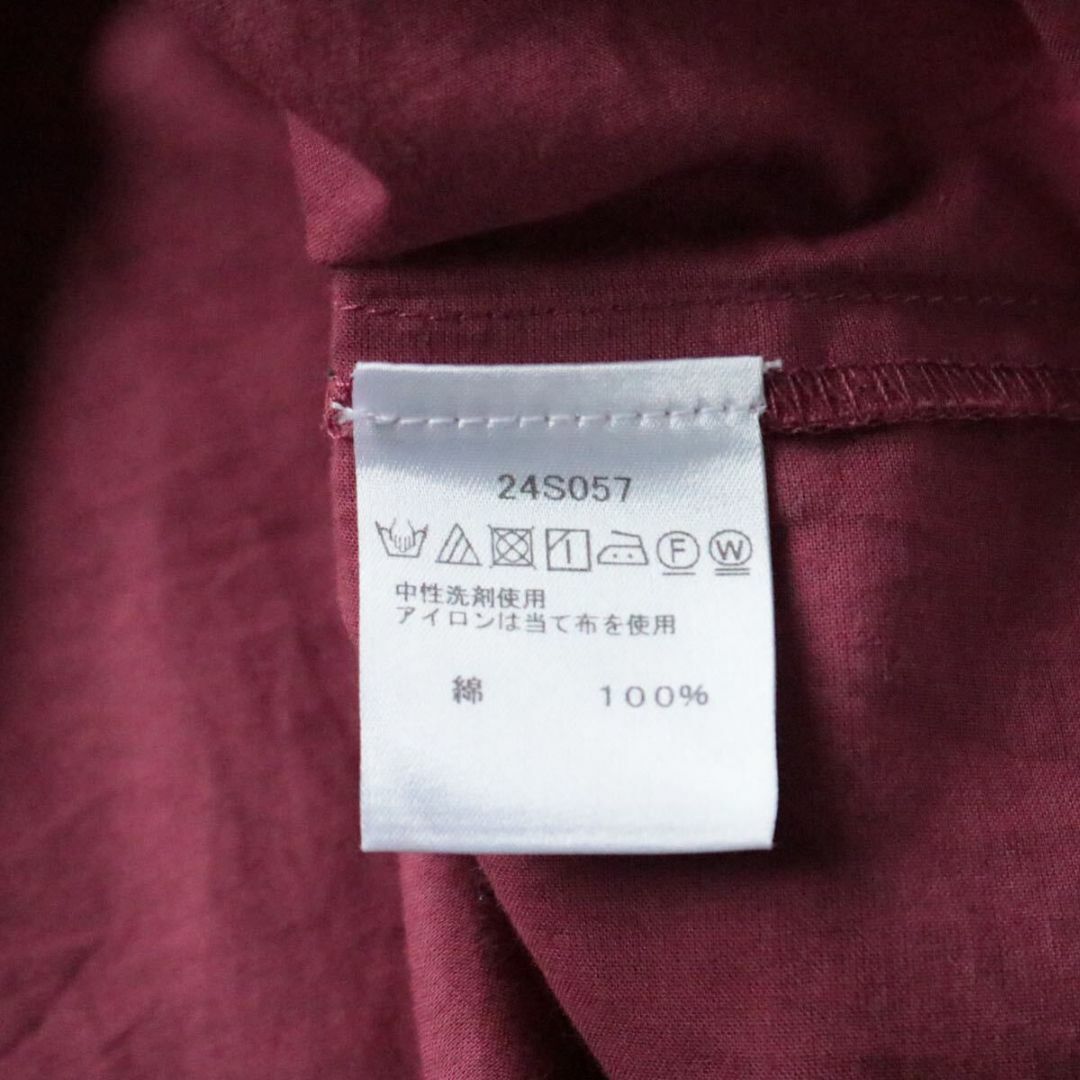 24S057
F W
中性洗剤使用
アイロンは当て布を使用
綿 100%